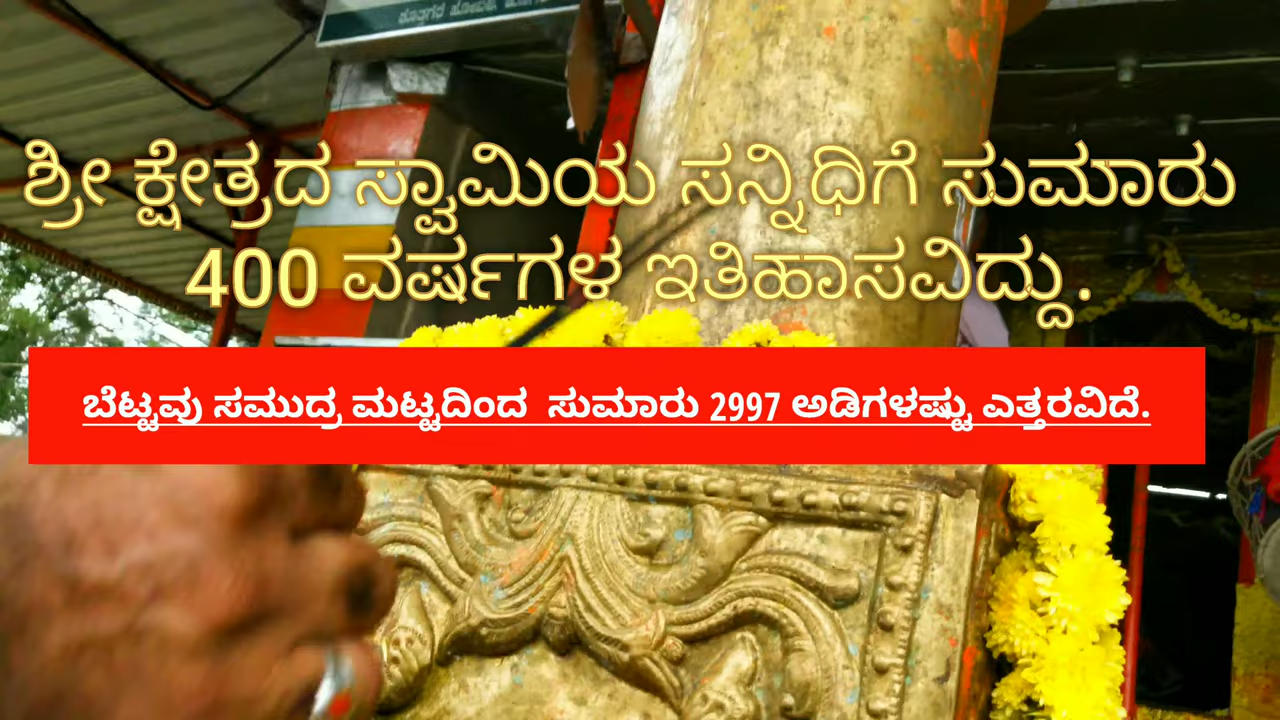 ಶ್ರೀ ಕ್ಷೇತ್ರದ ಸ್ವಾಮಿಯ ಸನ್ನಿಧಿಗೆ ಸುಮಾರು
400 ವರ್ಷಗಳ ಇತಿಹಾಸವಿದ್ದು.
ಬೆಟ್ಟವು ಸಮುದ್ರ ಮಟ್ಟದಿಂದ ಸುಮಾರು 2997 ಅಡಿಗಳಷ್ಟು ಎತ್ತರವಿದೆ.